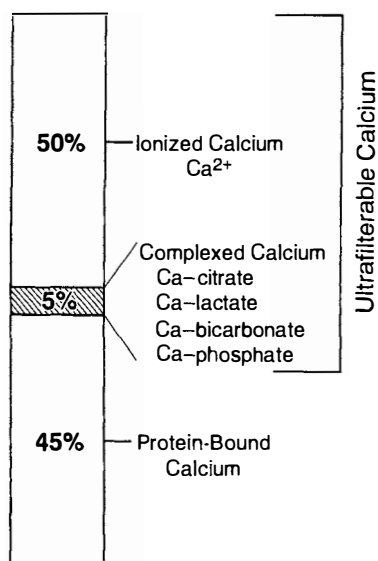 50%
Ionized Calcium
Ca²⁺
Complexed Calcium
Ca–citrate
5%
Ca–lactate
Ca–bicarbonate
Ca–phosphate
45%
Protein-Bound
Calcium
Ultrafilterable Calcium